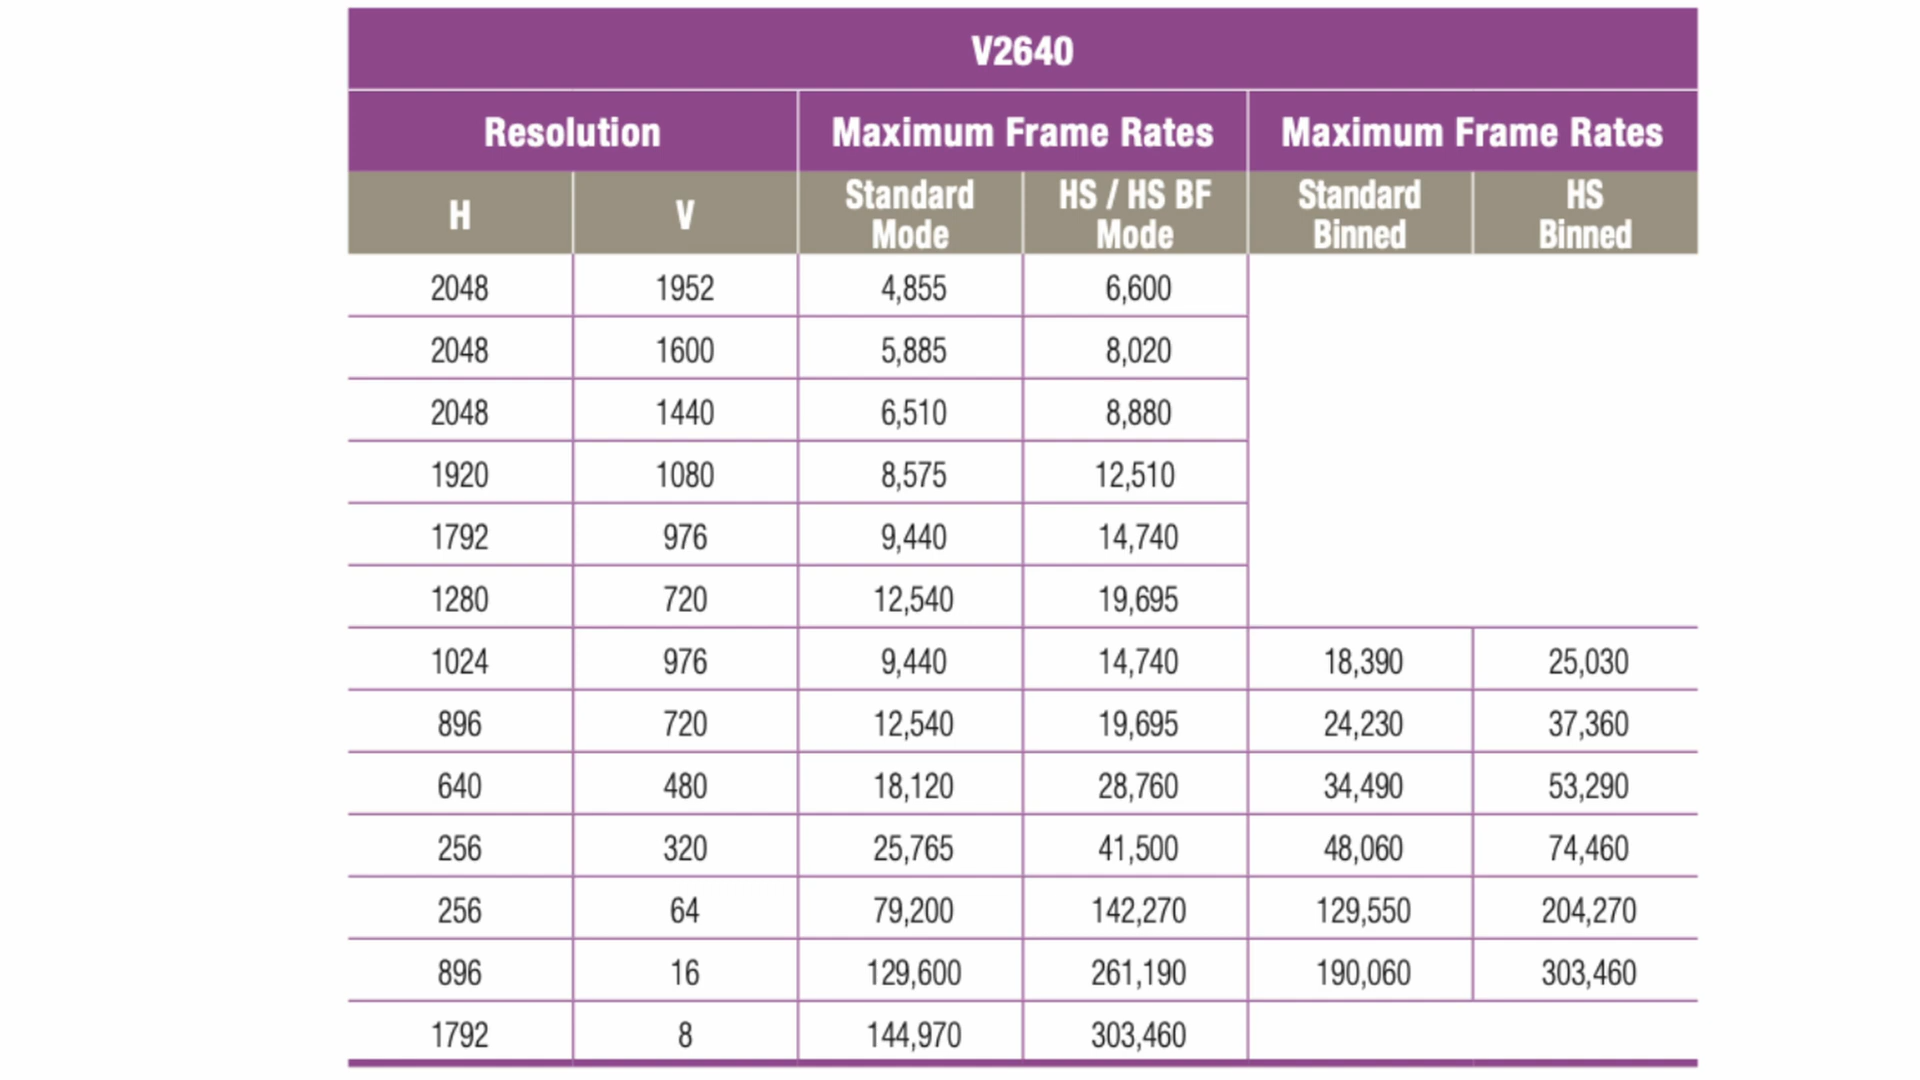 V2640
Resolution Maximum Frame Rates Maximum Frame Rates
H V Standard Mode HS / HS BF Mode Standard Binned HS Binned
2048 1952 4,855 6,600
2048 1600 5,885 8,020
2048 1440 6,510 8,880
1920 1080 8,575 12,510
1792 976 9,440 14,740
1280 720 12,540 19,695
1024 976 9,440 14,740 18,390 25,030
896 720 12,540 19,695 24,230 37,360
640 480 18,120 28,760 34,490 53,290
256 320 25,765 41,500 48,060 74,460
256 64 79,200 142,270 129,550 204,270
896 16 129,600 261,190 190,060 303,460
1792 8 144,970 303,460